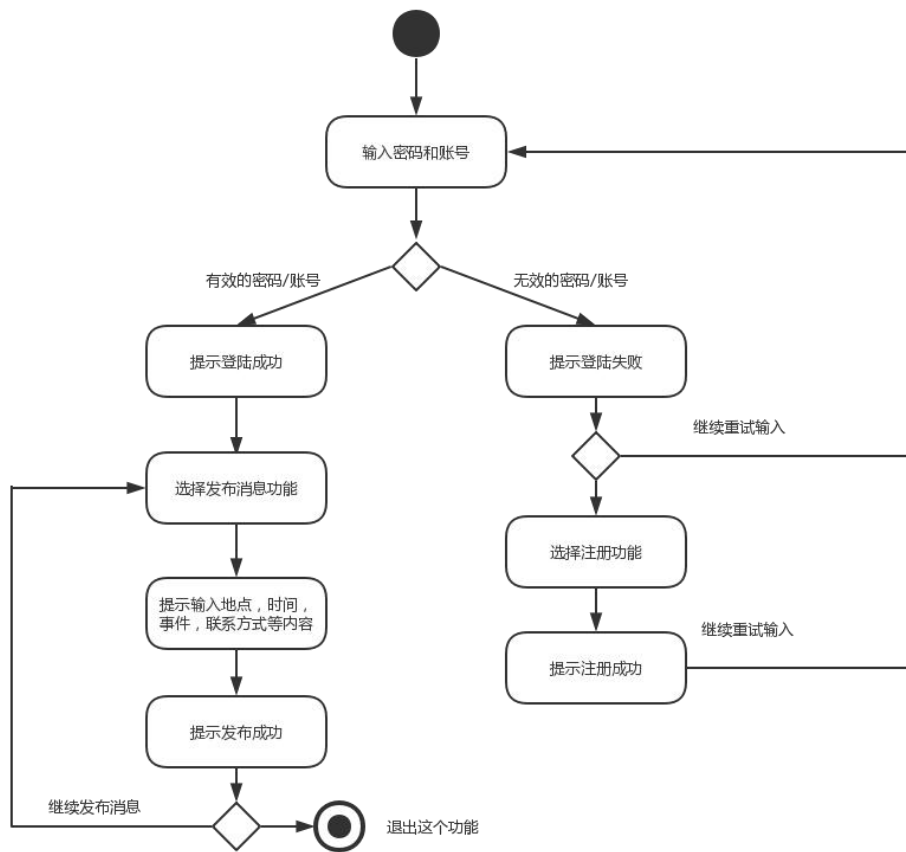 输入密码和账号
有效的密码/账号
无效的密码/账号
提示登陆成功
提示登陆失败
继续重试输入
选择发布消息功能
选择注册功能
提示输入地点，时间，
事件，联系方式等内容
继续重试输入
提示注册成功
提示发布成功
继续发布消息
退出这个功能